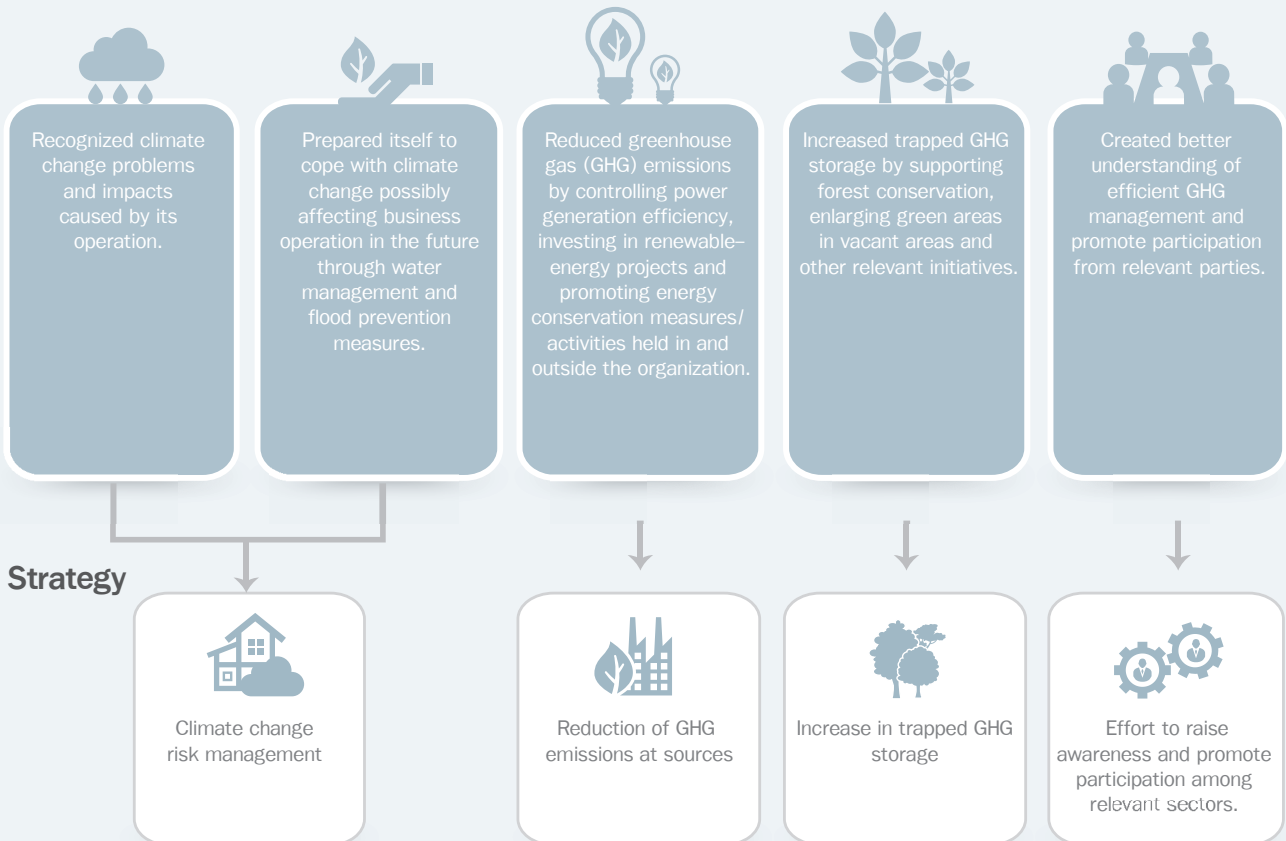 Recognized climate
change problems
and impacts
caused by its
operation.
Prepared itself to
cope with climate
change possibly
affecting business
operation in the future
through water
management and
flood prevention
measures.
Reduced greenhouse
gas (GHG) emissions
by controlling power
generation efficiency,
investing in renewable–
energy projects and
promoting energy
conservation measures/
activities held in and
outside the organization.
Increased trapped GHG
storage by supporting
forest conservation,
enlarging green areas
in vacant areas and
other relevant initiatives.
Created better
understanding of
efficient GHG
management and
promote participation
from relevant parties.
Strategy
Climate change
risk management
Reduction of GHG
emissions at sources
Increase in trapped GHG
storage
Effort to raise
awareness and promote
participation among
relevant sectors.